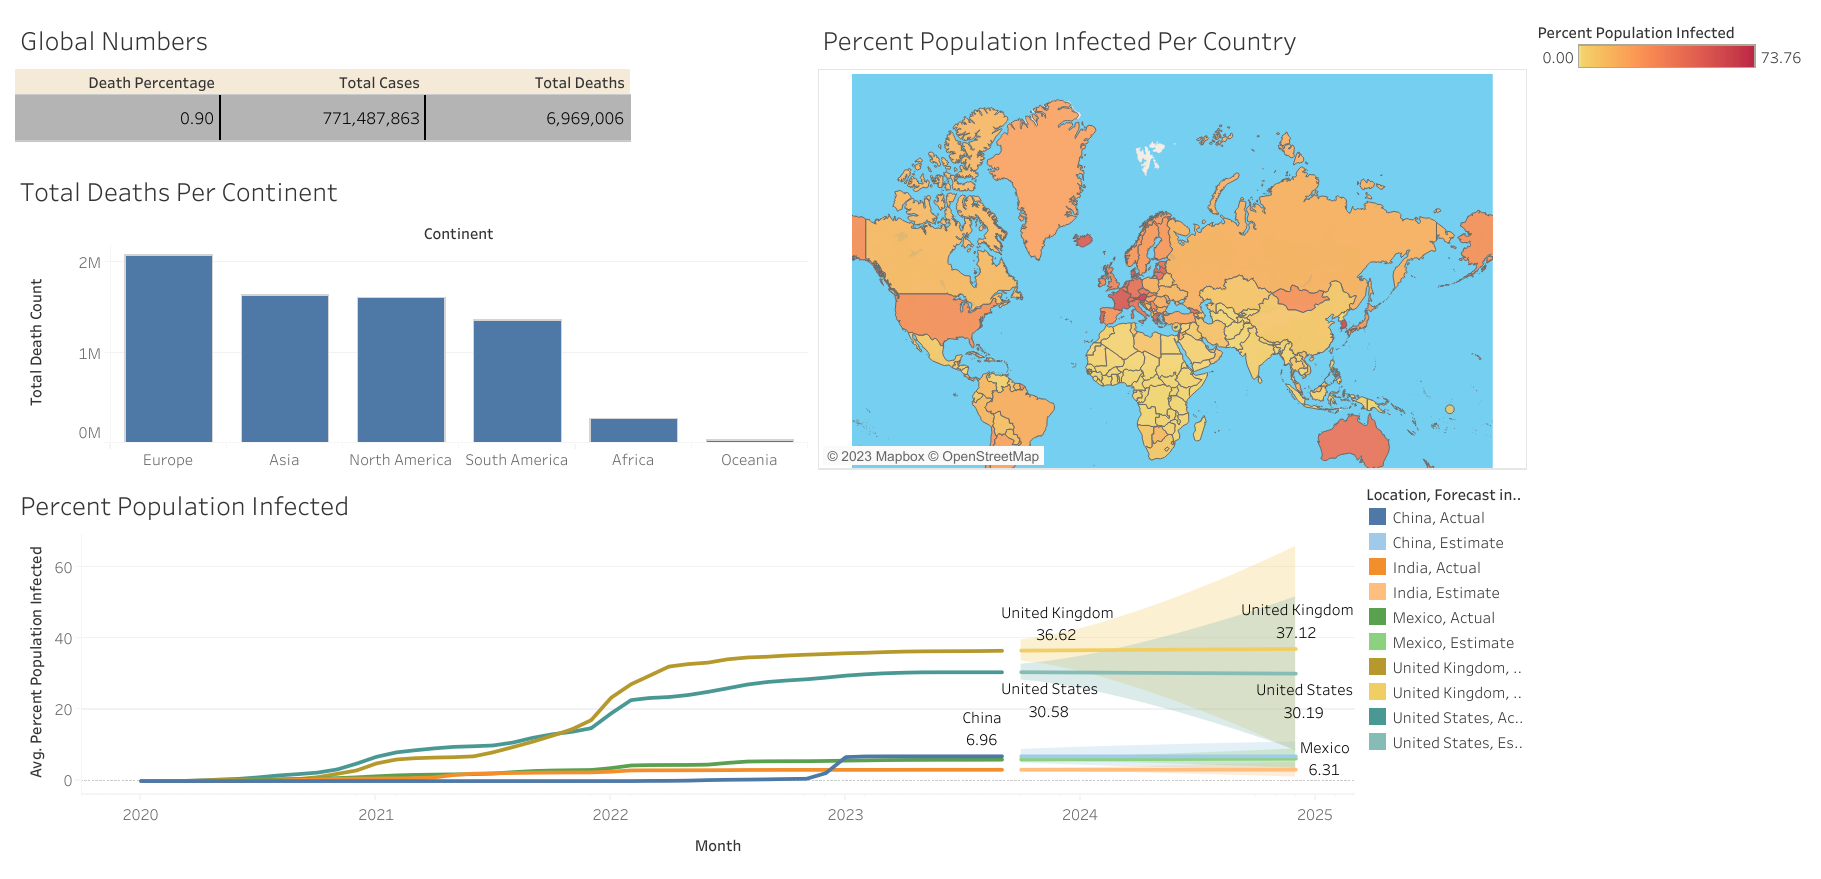 Global Numbers
Death Percentage Total Cases Total Deaths
0.90 771,487,863 6,969,006
Total Deaths Per Continent
Continent
Total Death Count
2M
1M
0M
Europe Asia North America South America Africa Oceania
Percent Population Infected Per Country
© 2023 Mapbox © OpenStreetMap
Percent Population Infected
0.00 73.76
Percent Population Infected
Avg. Percent Population Infected
60
40
20
0
United Kingdom
36.62
United Kingdom
37.12
United States
30.58
United States
30.19
China
6.96
Mexico
6.31
2020 2021 2022 2023 2024 2025
Month
Location, Forecast in..
China, Actual
China, Estimate
India, Actual
India, Estimate
Mexico, Actual
Mexico, Estimate
United Kingdom, ..
United Kingdom, ..
United States, Ac..
United States, Es..